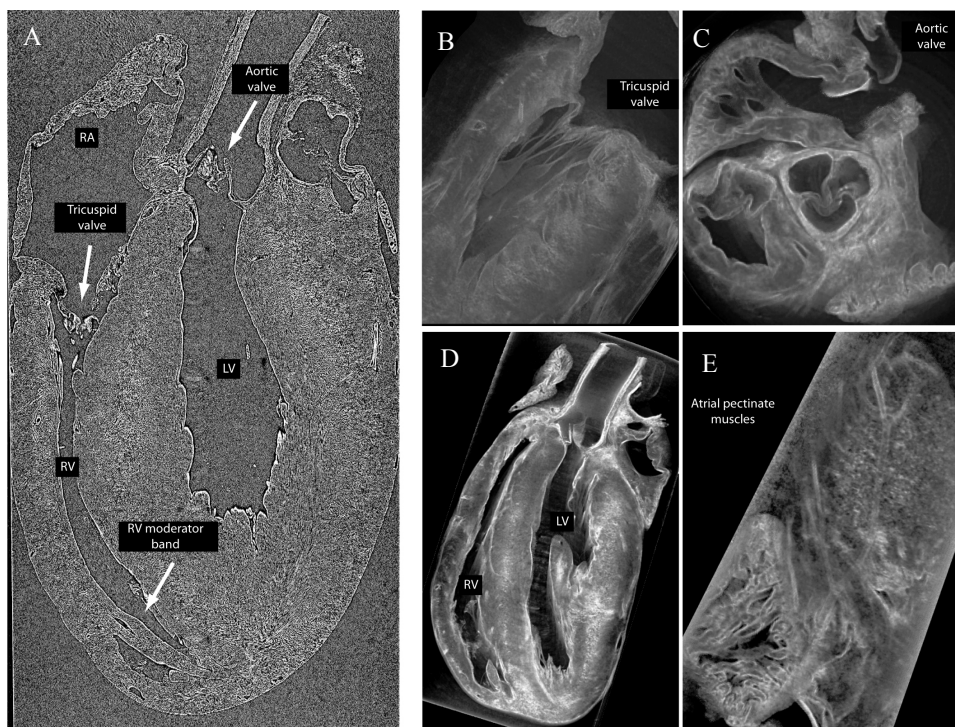 A
RA
Aortic
valve
Tricuspid
valve
LV
RV
RV moderator
band
B
Tricuspid
valve
C
Aortic
valve
D
LV
RV
E
Atrial pectinate
muscles